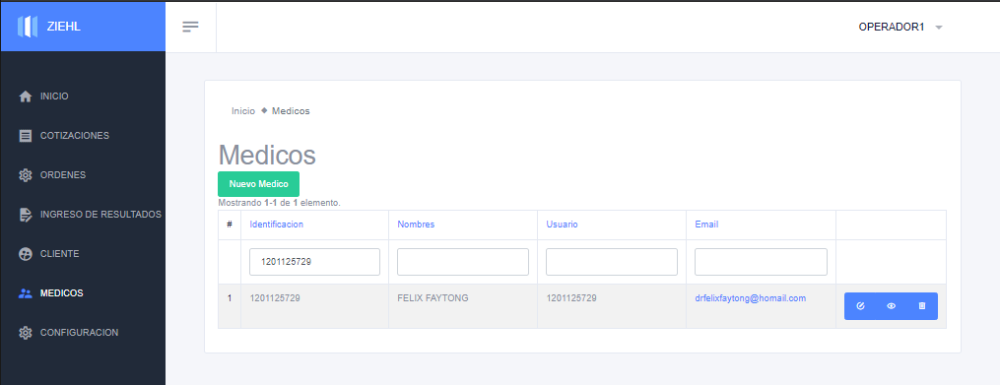 ZIEHL
OPERADOR1
INICIO
COTIZACIONES
ORDENES
INGRESO DE RESULTADOS
CLIENTE
MEDICOS
CONFIGURACION
Inicio ◆ Medicos
Medicos
Nuevo Medico
Mostrando 1-1 de 1 elemento.
# Identificacion Nombres Usuario Email
1201125729
1 1201125729 FELIX FAYTONG 1201125729 drfelixfaytong@homail.com